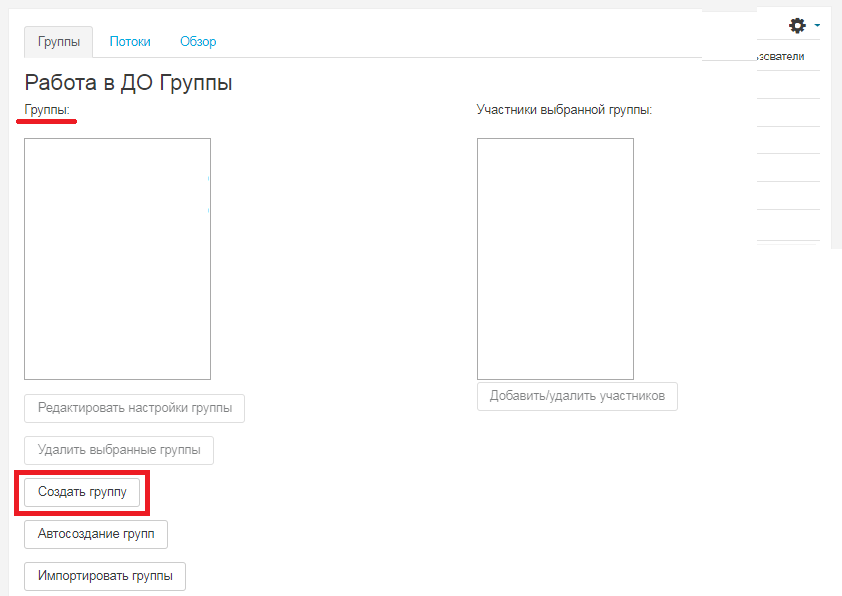 Группы Потоки Обзор
зователи
Работа в ДО Группы
Группы: Участники выбранной группы:
Редактировать настройки группы
Добавить/удалить участников
Удалить выбранные группы
Создать группу
Автосоздание групп
Импортировать группы